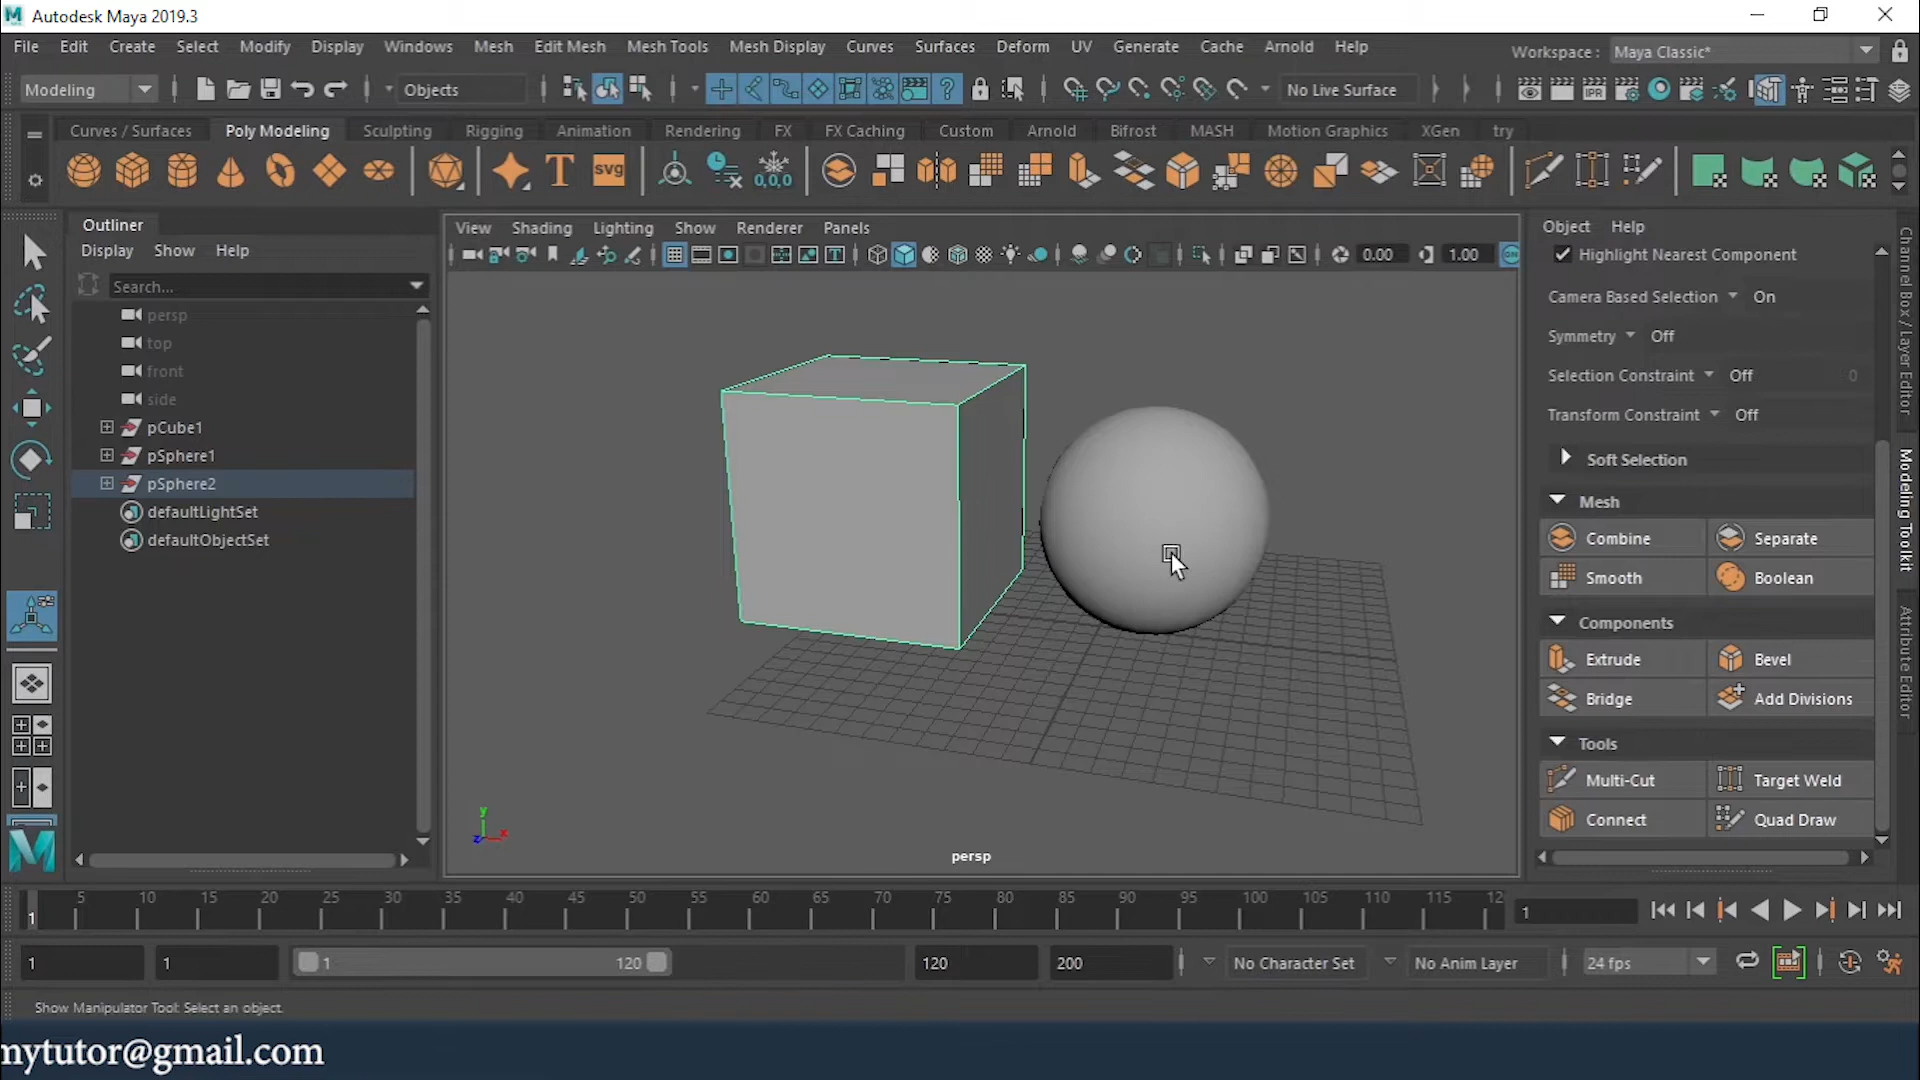 Autodesk Maya 2019.3
File Edit Create Select Modify Display Windows Mesh Edit Mesh Mesh Tools Mesh Display Curves Surfaces Deform UV Generate Cache Arnold Help
Workspace : Maya Classic*
Modeling Objects No Live Surface
Curves / Surfaces Poly Modeling Sculpting Rigging Animation Rendering FX FX Caching Custom Arnold Bifrost MASH Motion Graphics XGen try
T svg 0,0,0
Outliner
Display Show Help
Search...
persp
top
front
side
pCube1
pSphere1
pSphere2
defaultLightSet
defaultObjectSet
View Shading Lighting Show Renderer Panels
0.00 1.00
y
x
z
persp
Object Help
Highlight Nearest Component
Camera Based Selection On
Symmetry Off
Selection Constraint Off 0
Transform Constraint Off
Soft Selection
Mesh
Combine Separate
Smooth Boolean
Components
Extrude Bevel
Bridge Add Divisions
Tools
Multi-Cut Target Weld
Connect Quad Draw
Channel Box / Layer Editor
Modeling Toolkit
Attribute Editor
1 5 10 15 20 25 30 35 40 45 50 55 60 65 70 75 80 85 90 95 100 105 110 115 12
1
1 1 1 120 120 200 No Character Set No Anim Layer 24 fps
Show Manipulator Tool: Select an object.
mytutor@gmail.com